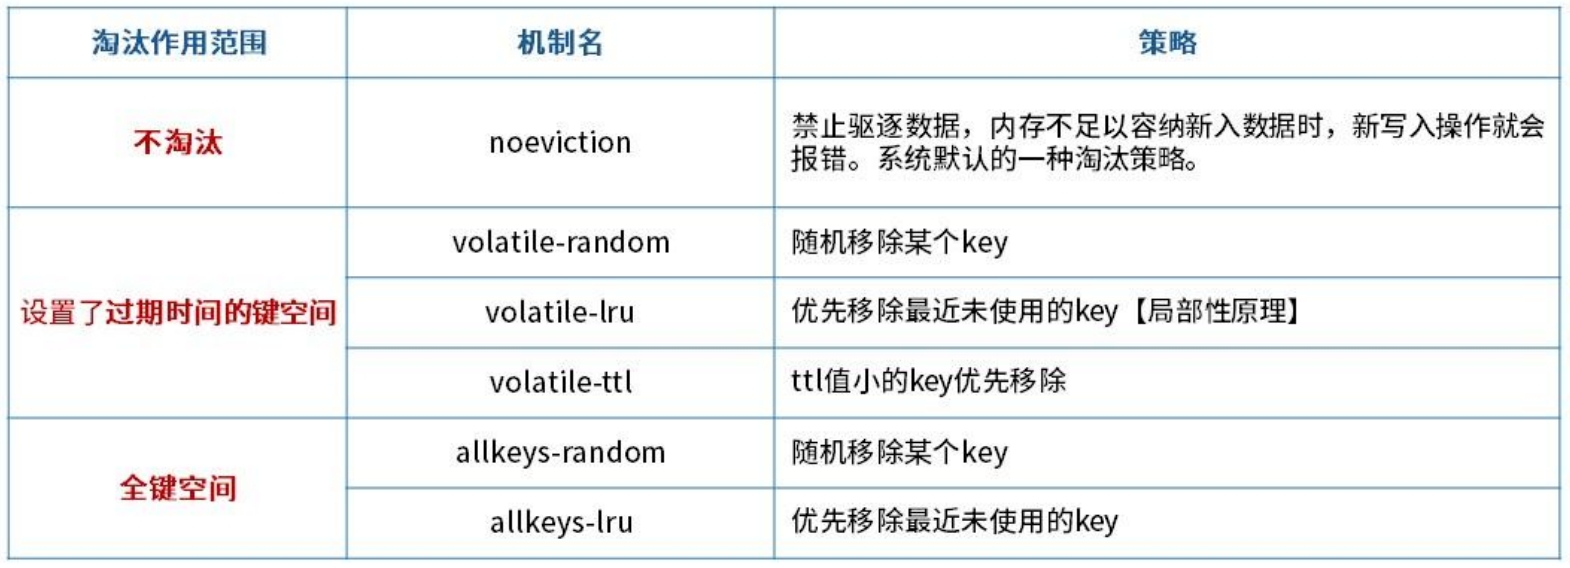 淘汰作用范围
机制名
策略
不淘汰
noeviction
禁止驱逐数据，内存不足以容纳新入数据时，新写入操作就会
报错。系统默认的一种淘汰策略。
设置了过期时间的键空间
volatile-random
随机移除某个key
volatile-lru
优先移除最近未使用的key【局部性原理】
volatile-ttl
ttl值小的key优先移除
全键空间
allkeys-random
随机移除某个key
allkeys-lru
优先移除最近未使用的key